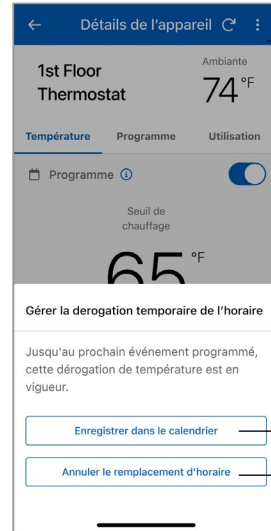 Détails de l'appareil
1st Floor
Thermostat
Ambiante
74 °F
Température Programme Utilisation
Programme
Seuil de
chauffage
65 °F
Gérer la derogation temporaire de l'horaire
Jusqu'au prochain événement programmé,
cette dérogation de température est en
vigueur.
Enregistrer dans le calendrier
Annuler le remplacement d'horaire